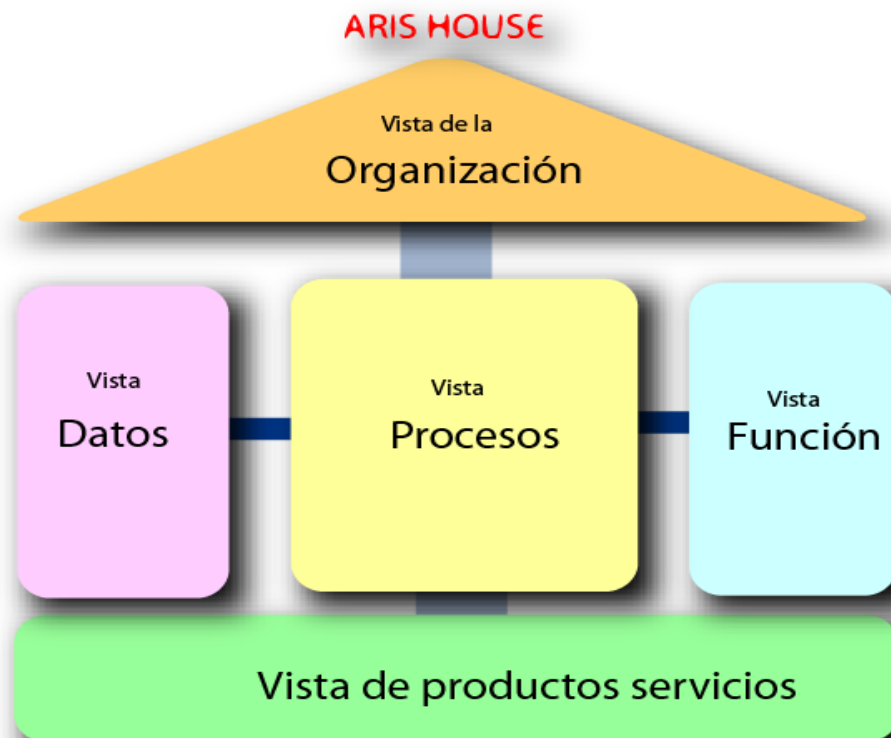 ARIS HOUSE
Vista de la
Organización
Vista
Datos
Vista
Procesos
Vista
Función
Vista de productos servicios